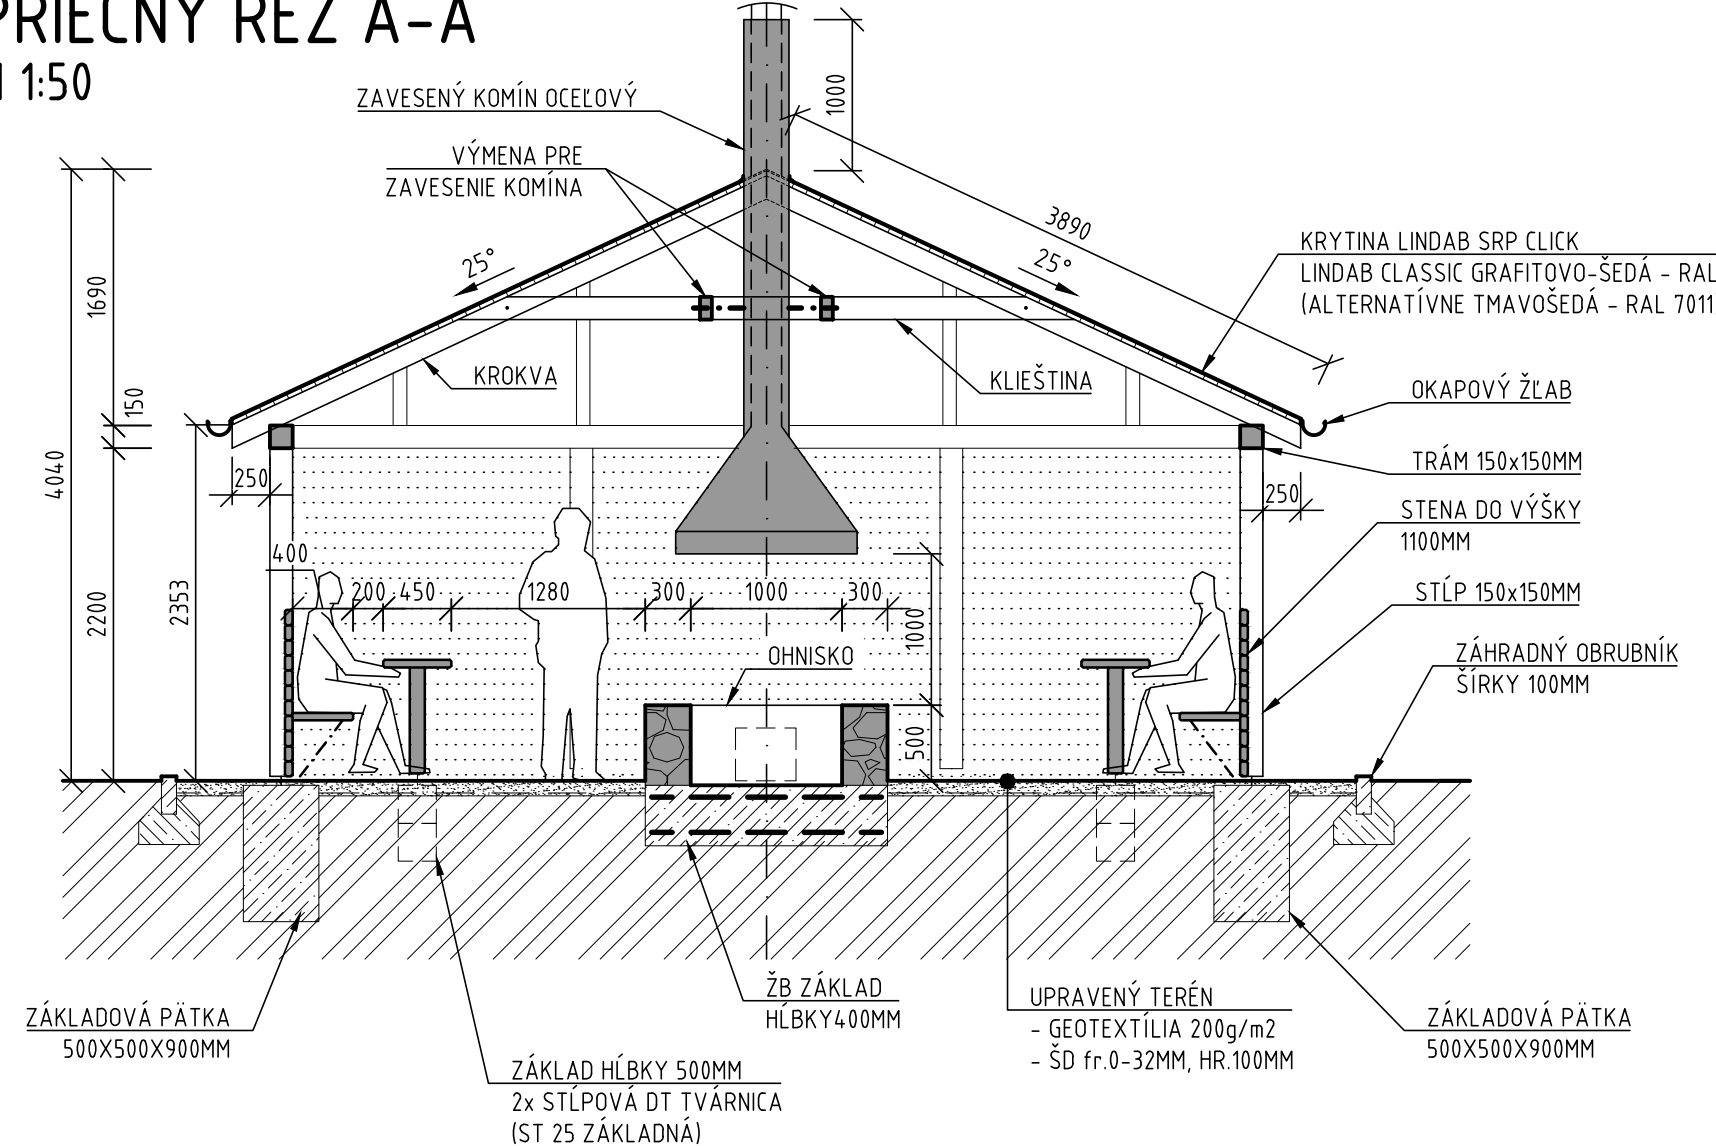 PRIEČNY REZ A-A
M 1:50
ZAVESENÝ KOMÍN OCEĽOVÝ
VÝMENA PRE
ZAVESENIE KOMÍNA
1000
3890
25°
25°
KRYTINA LINDAB SRP CLICK
LINDAB CLASSIC GRAFITOVO-ŠEDÁ - RAL
(ALTERNATÍVNE TMAVOŠEDÁ - RAL 7011
1690
150
4040
2200
2353
KROKVA
KLIEŠTINA
OKAPOVÝ ŽĽAB
TRÁM 150x150MM
250
250
STENA DO VÝŠKY
1100MM
STĹP 150x150MM
400
200
450
1280
300
1000
300
1000
500
OHNISKO
ZÁHRADNÝ OBRUBNÍK
ŠÍRKY 100MM
ZÁKLADOVÁ PÄTKA
500X500X900MM
ZÁKLAD HĹBKY 500MM
2x STĹPOVÁ DT TVÁRNICA
(ST 25 ZÁKLADNÁ)
ŽB ZÁKLAD
HĹBKY400MM
UPRAVENÝ TERÉN
- GEOTEXTÍLIA 200g/m2
- ŠD fr.0-32MM, HR.100MM
ZÁKLADOVÁ PÄTKA
500X500X900MM